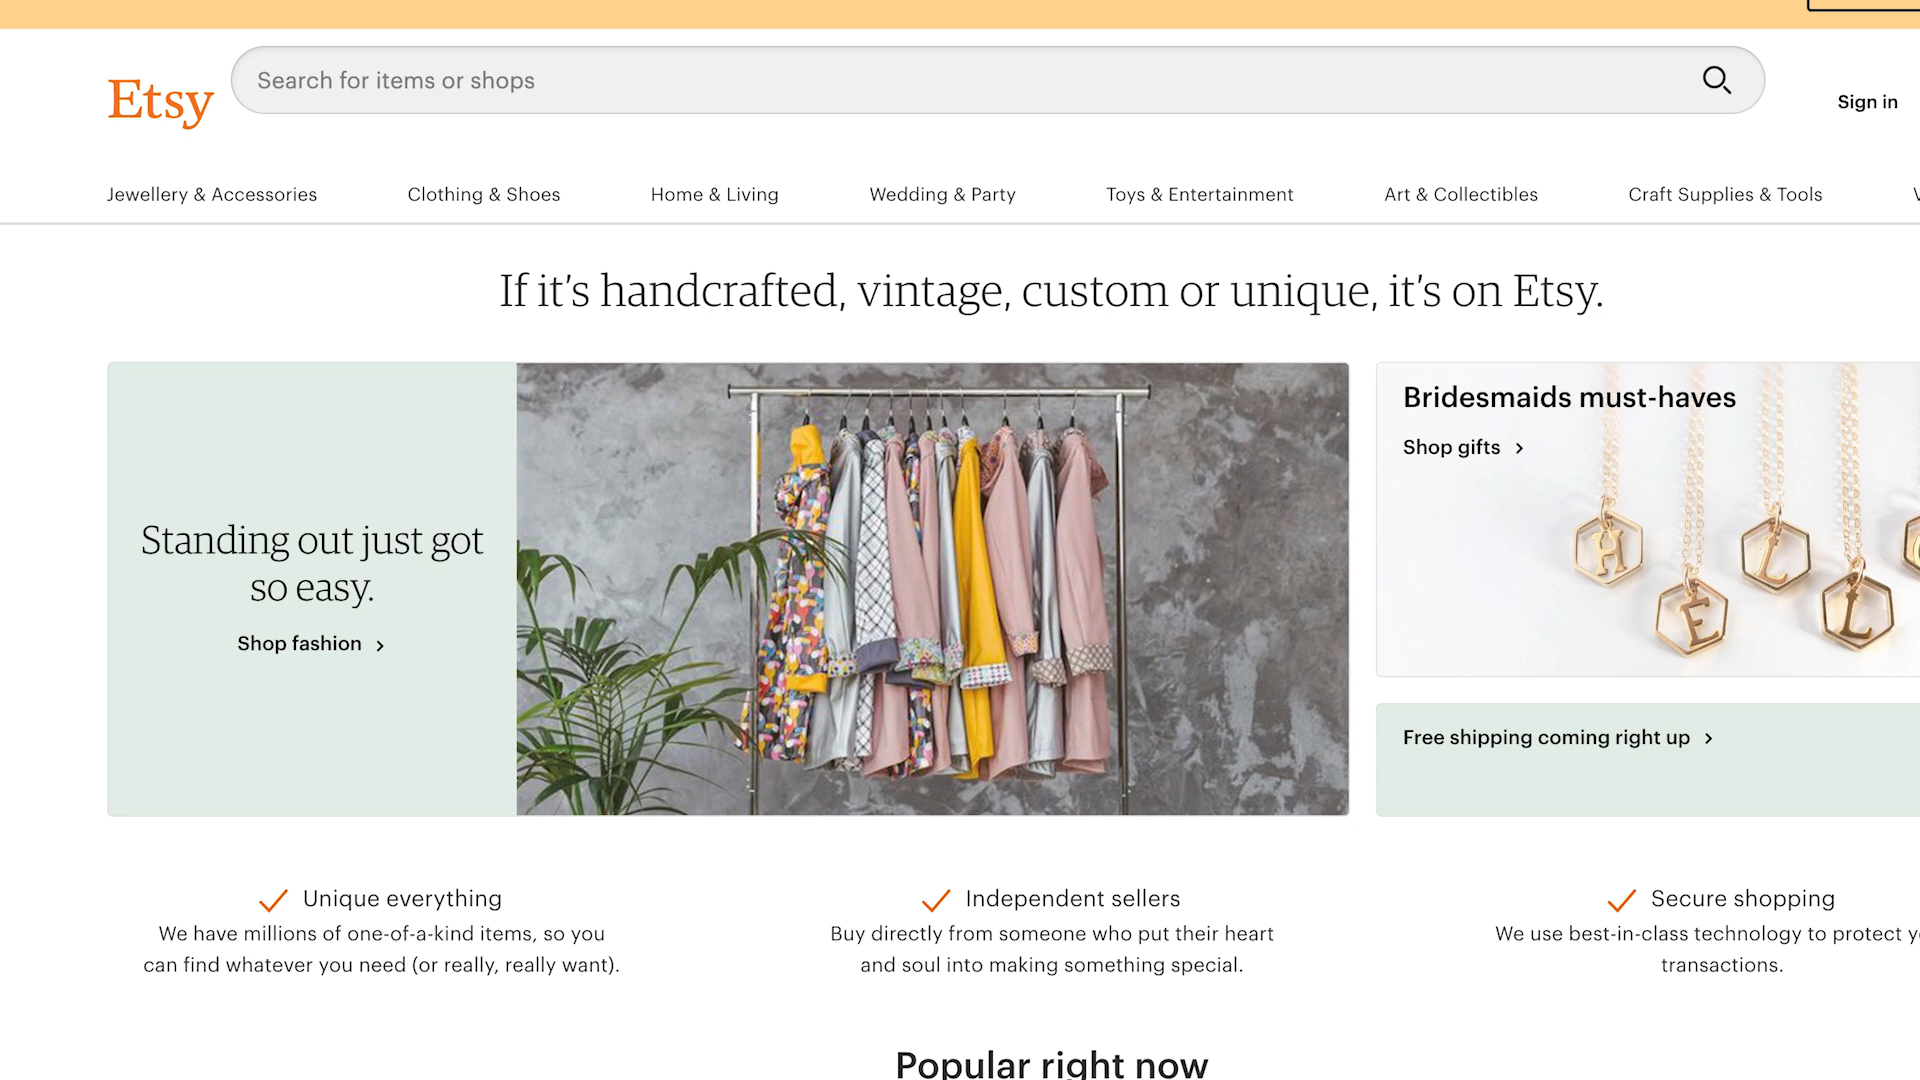 Etsy
Search for items or shops
Sign in
Jewellery & Accessories
Clothing & Shoes
Home & Living
Wedding & Party
Toys & Entertainment
Art & Collectibles
Craft Supplies & Tools
If it’s handcrafted, vintage, custom or unique, it’s on Etsy.
Standing out just got
so easy.
Shop fashion
Bridesmaids must-haves
Shop gifts
H
E
L
L
Free shipping coming right up
Unique everything
We have millions of one-of-a-kind items, so you
can find whatever you need (or really, really want).
Independent sellers
Buy directly from someone who put their heart
and soul into making something special.
Secure shopping
We use best-in-class technology to protect
transactions.
Popular right now